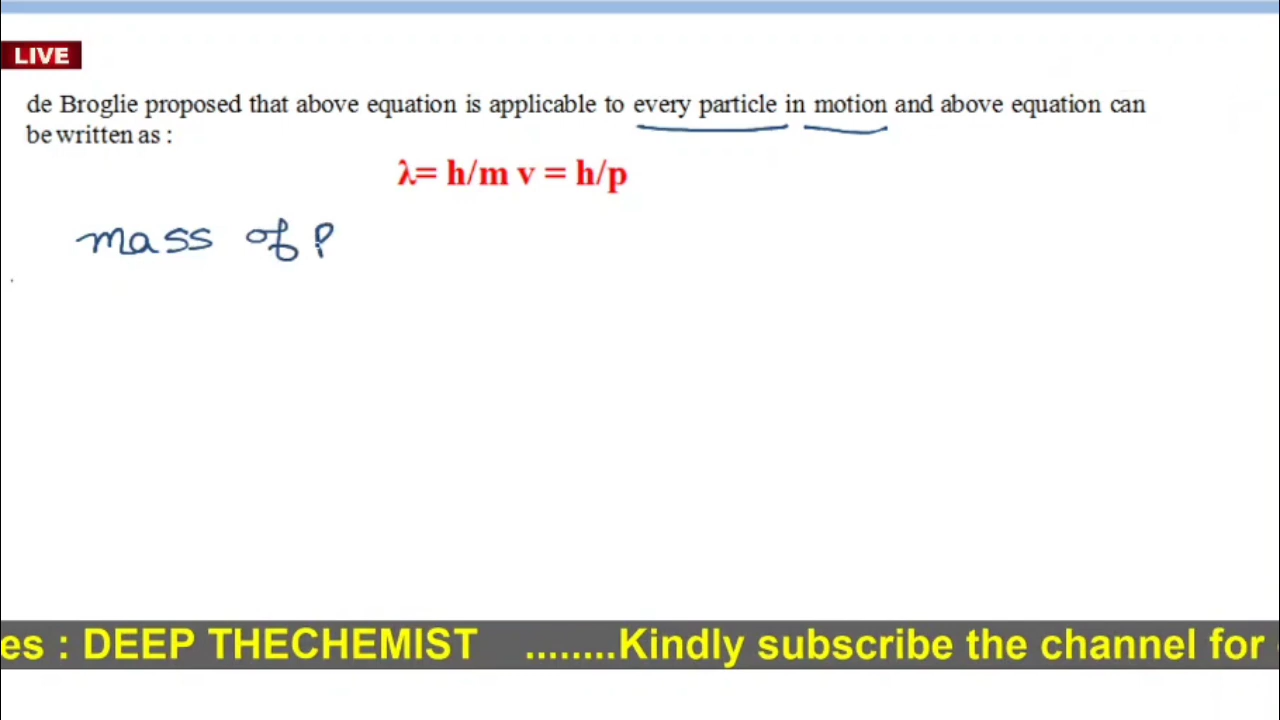 LIVE
de Broglie proposed that above equation is applicable to every particle in motion and above equation can
be written as :
λ= h/m v = h/p
mass of p
es : DEEP THECHEMIST ........Kindly subscribe the channel for